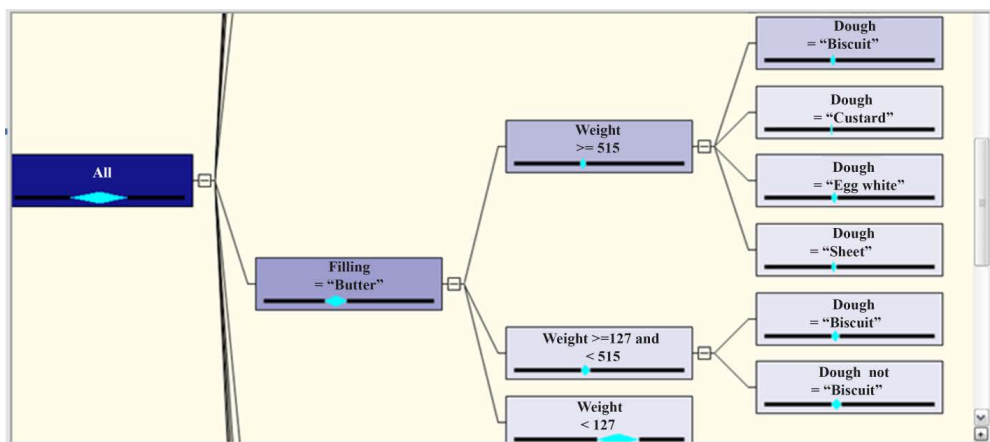 All
Filling
= “Butter”
Weight
>= 515
Weight >=127 and
< 515
Weight
< 127
Dough
= “Biscuit”
Dough
= “Custard”
Dough
= “Egg white”
Dough
= “Sheet”
Dough
= “Biscuit”
Dough not
= “Biscuit”